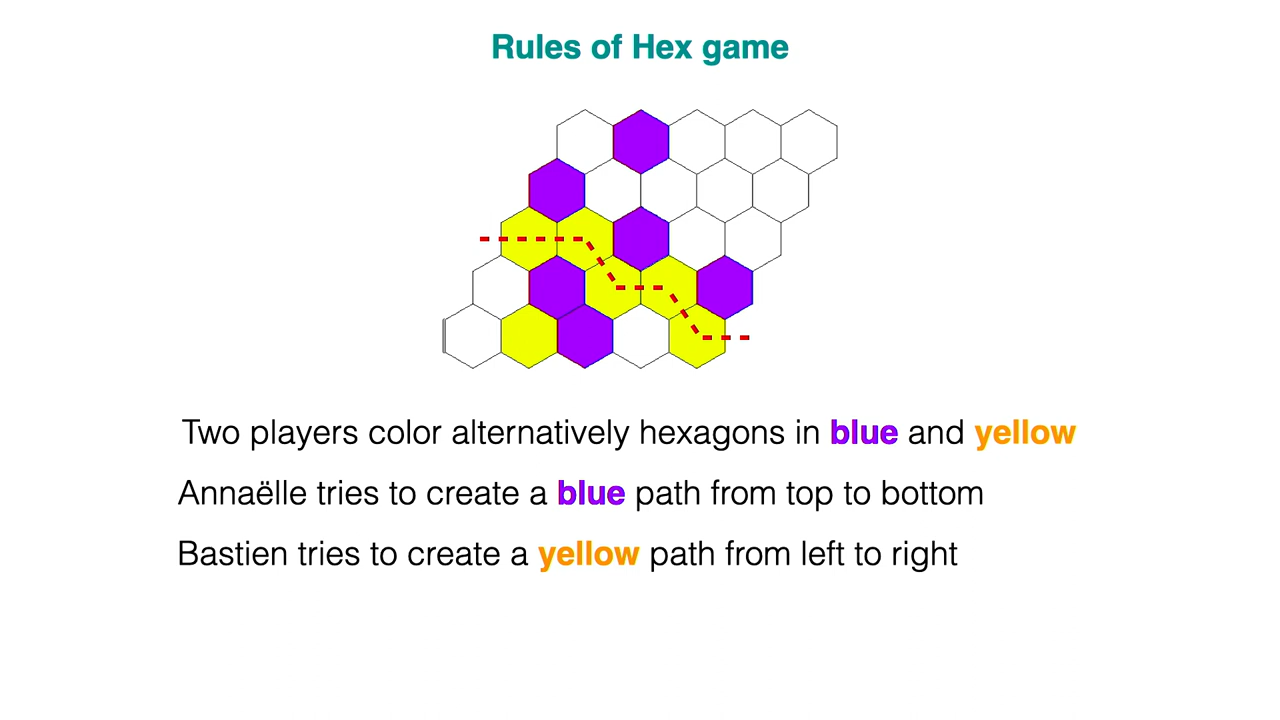 Rules of Hex game
Two players color alternatively hexagons in blue and yellow
Annaëlle tries to create a blue path from top to bottom
Bastien tries to create a yellow path from left to right